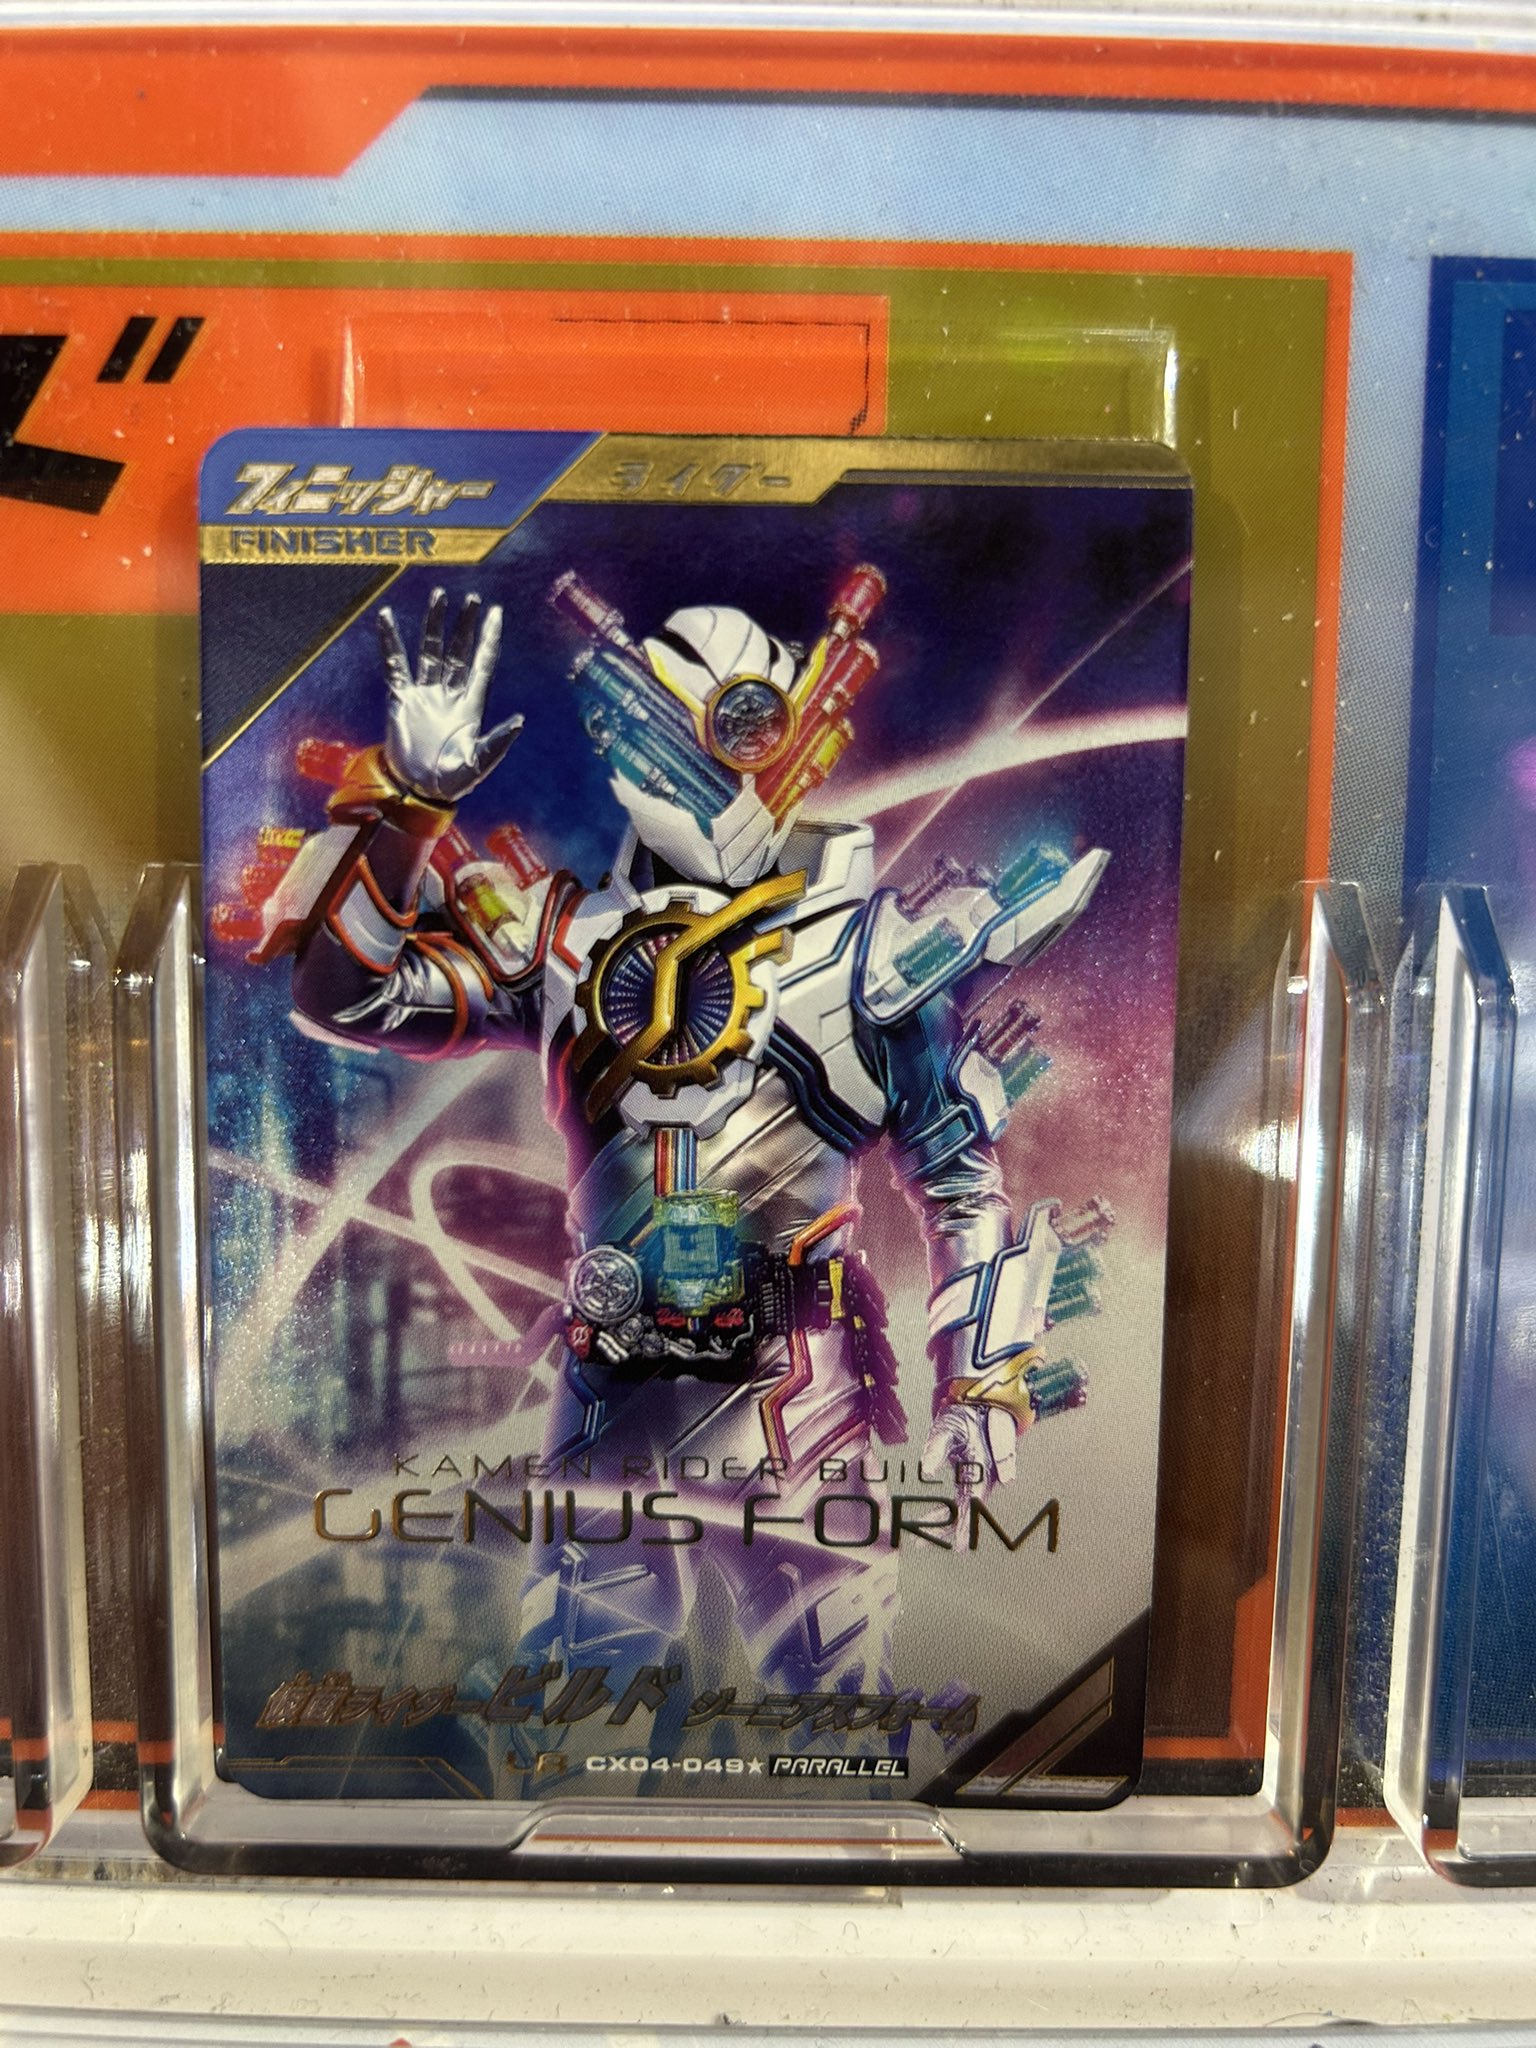 フィニッシャー
ライダー
FINISHER
KAMEN RIDER BUILD
GENIUS FORM
仮面ライダービルド ジーニアスフォーム
LR CX04-049★ PARALLEL